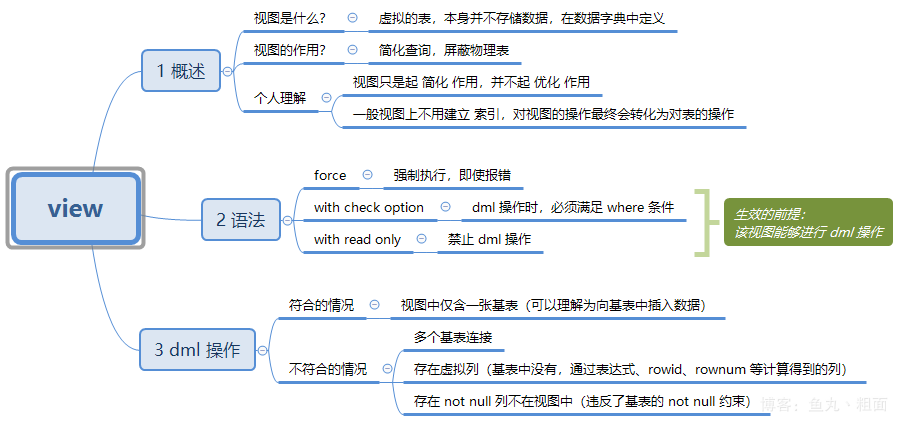 view
1 概述
视图是什么?
虚拟的表，本身并不存储数据，在数据字典中定义
视图的作用?
简化查询，屏蔽物理表
个人理解
视图只是起 简化 作用，并不起 优化 作用
一般视图上不用建立 索引，对视图的操作最终会转化为对表的操作
2 语法
force
强制执行，即使报错
with check option
dml 操作时，必须满足 where 条件
with read only
禁止 dml 操作
生效的前提：
该视图能够进行 dml 操作
3 dml 操作
符合的情况
视图中仅含一张基表（可以理解为向基表中插入数据）
不符合的情况
多个基表连接
存在虚拟列（基表中没有，通过表达式、rowid、rownum 等计算得到的列）
存在 not null 列不在视图中（违反了基表的 not null 约束）
博客：鱼丸丶粗面